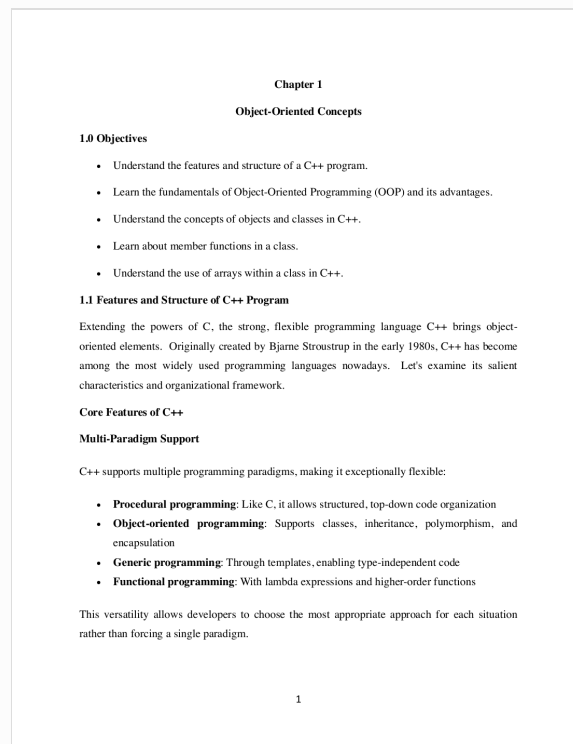 Chapter 1
Object-Oriented Concepts
1.0 Objectives
• Understand the features and structure of a C++ program.
• Learn the fundamentals of Object-Oriented Programming (OOP) and its advantages.
• Understand the concepts of objects and classes in C++.
• Learn about member functions in a class.
• Understand the use of arrays within a class in C++.
1.1 Features and Structure of C++ Program
Extending the powers of C, the strong, flexible programming language C++ brings object-
oriented elements. Originally created by Bjarne Stroustrup in the early 1980s, C++ has become
among the most widely used programming languages nowadays. Let's examine its salient
characteristics and organizational framework.
Core Features of C++
Multi-Paradigm Support
C++ supports multiple programming paradigms, making it exceptionally flexible:
• Procedural programming: Like C, it allows structured, top-down code organization
• Object-oriented programming: Supports classes, inheritance, polymorphism, and
encapsulation
• Generic programming: Through templates, enabling type-independent code
• Functional programming: With lambda expressions and higher-order functions
This versatility allows developers to choose the most appropriate approach for each situation
rather than forcing a single paradigm.
1